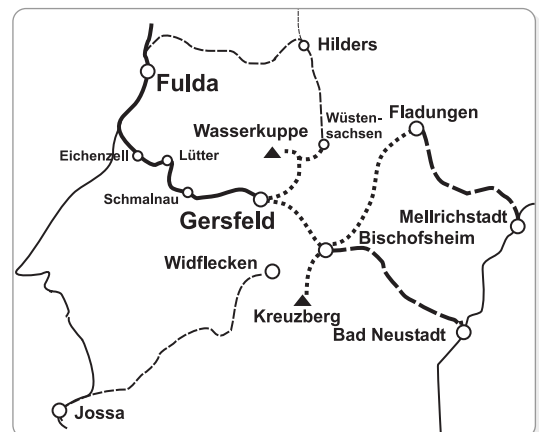 Hilders
Fulda
Fladungen
Wüsten-
sachsen
Wasserkuppe
Eichenzell
Lütter
Schmalnau
Gersfeld
Mellrichstadt
Bischofsheim
Widflecken
Kreuzberg
Bad Neustadt
Jossa